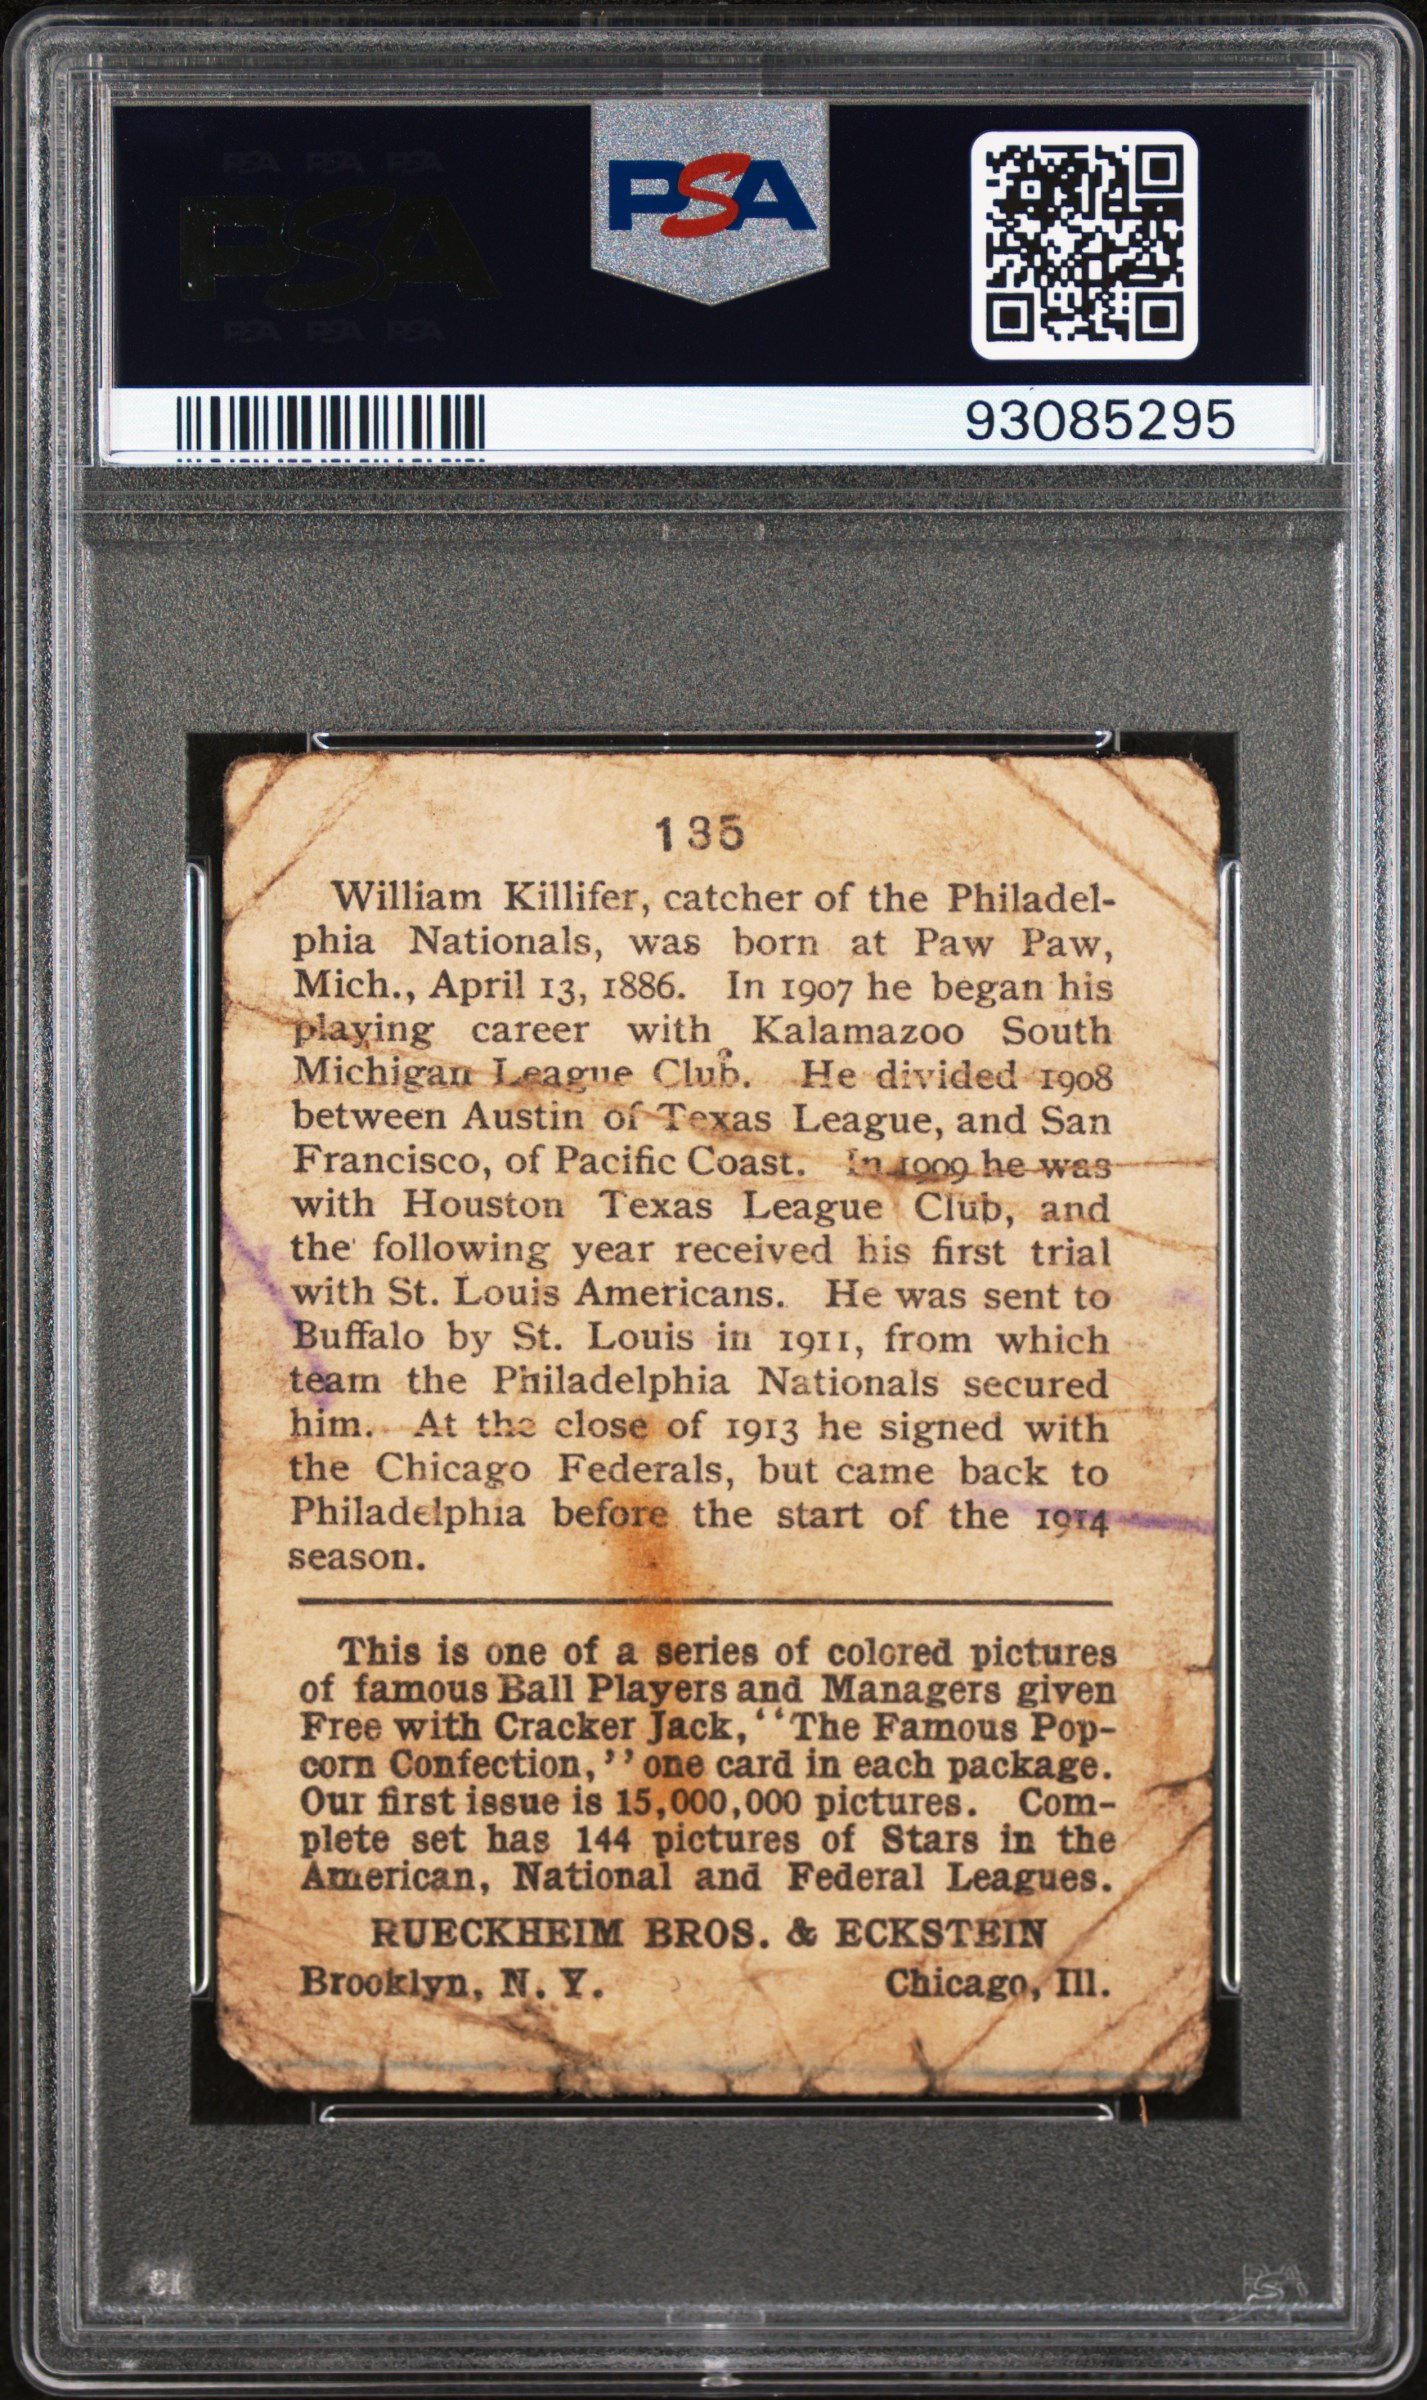 PSA PSA PSA
PSA
PSA
PSA PSA PSA
93085295
135
William Killifer, catcher of the Philadel-
phia Nationals, was born at Paw Paw,
Mich., April 13, 1886. In 1907 he began his
playing career with Kalamazoo South
Michigan League Club. He divided 1908
between Austin of Texas League, and San
Francisco, of Pacific Coast. In 1909 he was
with Houston Texas League Club, and
the following year received his first trial
with St. Louis Americans. He was sent to
Buffalo by St. Louis in 1911, from which
team the Philadelphia Nationals secured
him. At the close of 1913 he signed with
the Chicago Federals, but came back to
Philadelphia before the start of the 1914
season.
This is one of a series of colored pictures
of famous Ball Players and Managers given
Free with Cracker Jack, "The Famous Pop-
corn Confection," one card in each package.
Our first issue is 15,000,000 pictures. Com-
plete set has 144 pictures of Stars in the
American, National and Federal Leagues.
RUECKHEIM BROS. & ECKSTEIN
Brooklyn, N. Y. Chicago, Ill.
PSA